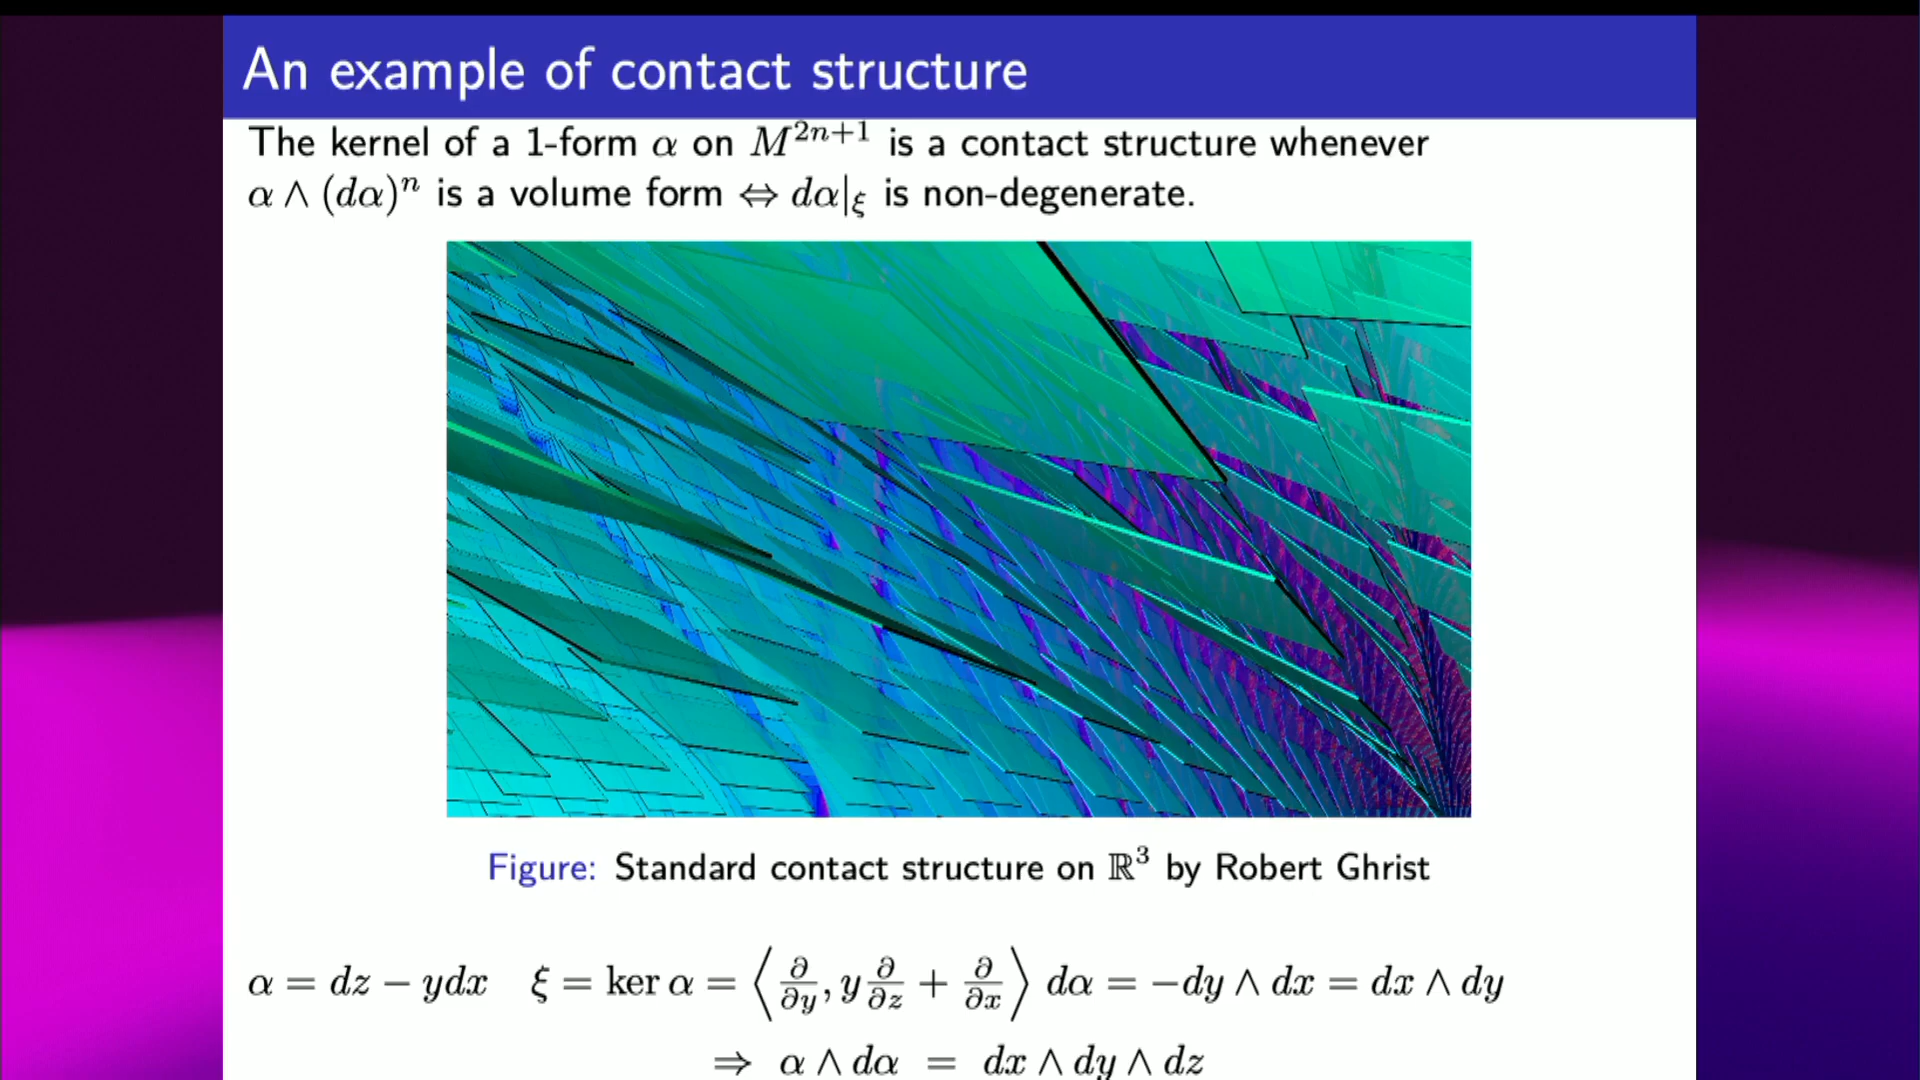 An example of contact structure
The kernel of a 1-form α on M²ⁿ⁺¹ is a contact structure whenever
α ∧ (dα)ⁿ is a volume form ⇔ dα|_ξ is non-degenerate.
Figure: Standard contact structure on ℝ³ by Robert Ghrist
α = dz − ydx ξ = ker α = ⟨∂/∂y, y ∂/∂z + ∂/∂x⟩ dα = −dy ∧ dx = dx ∧ dy
⇒ α ∧ dα = dx ∧ dy ∧ dz